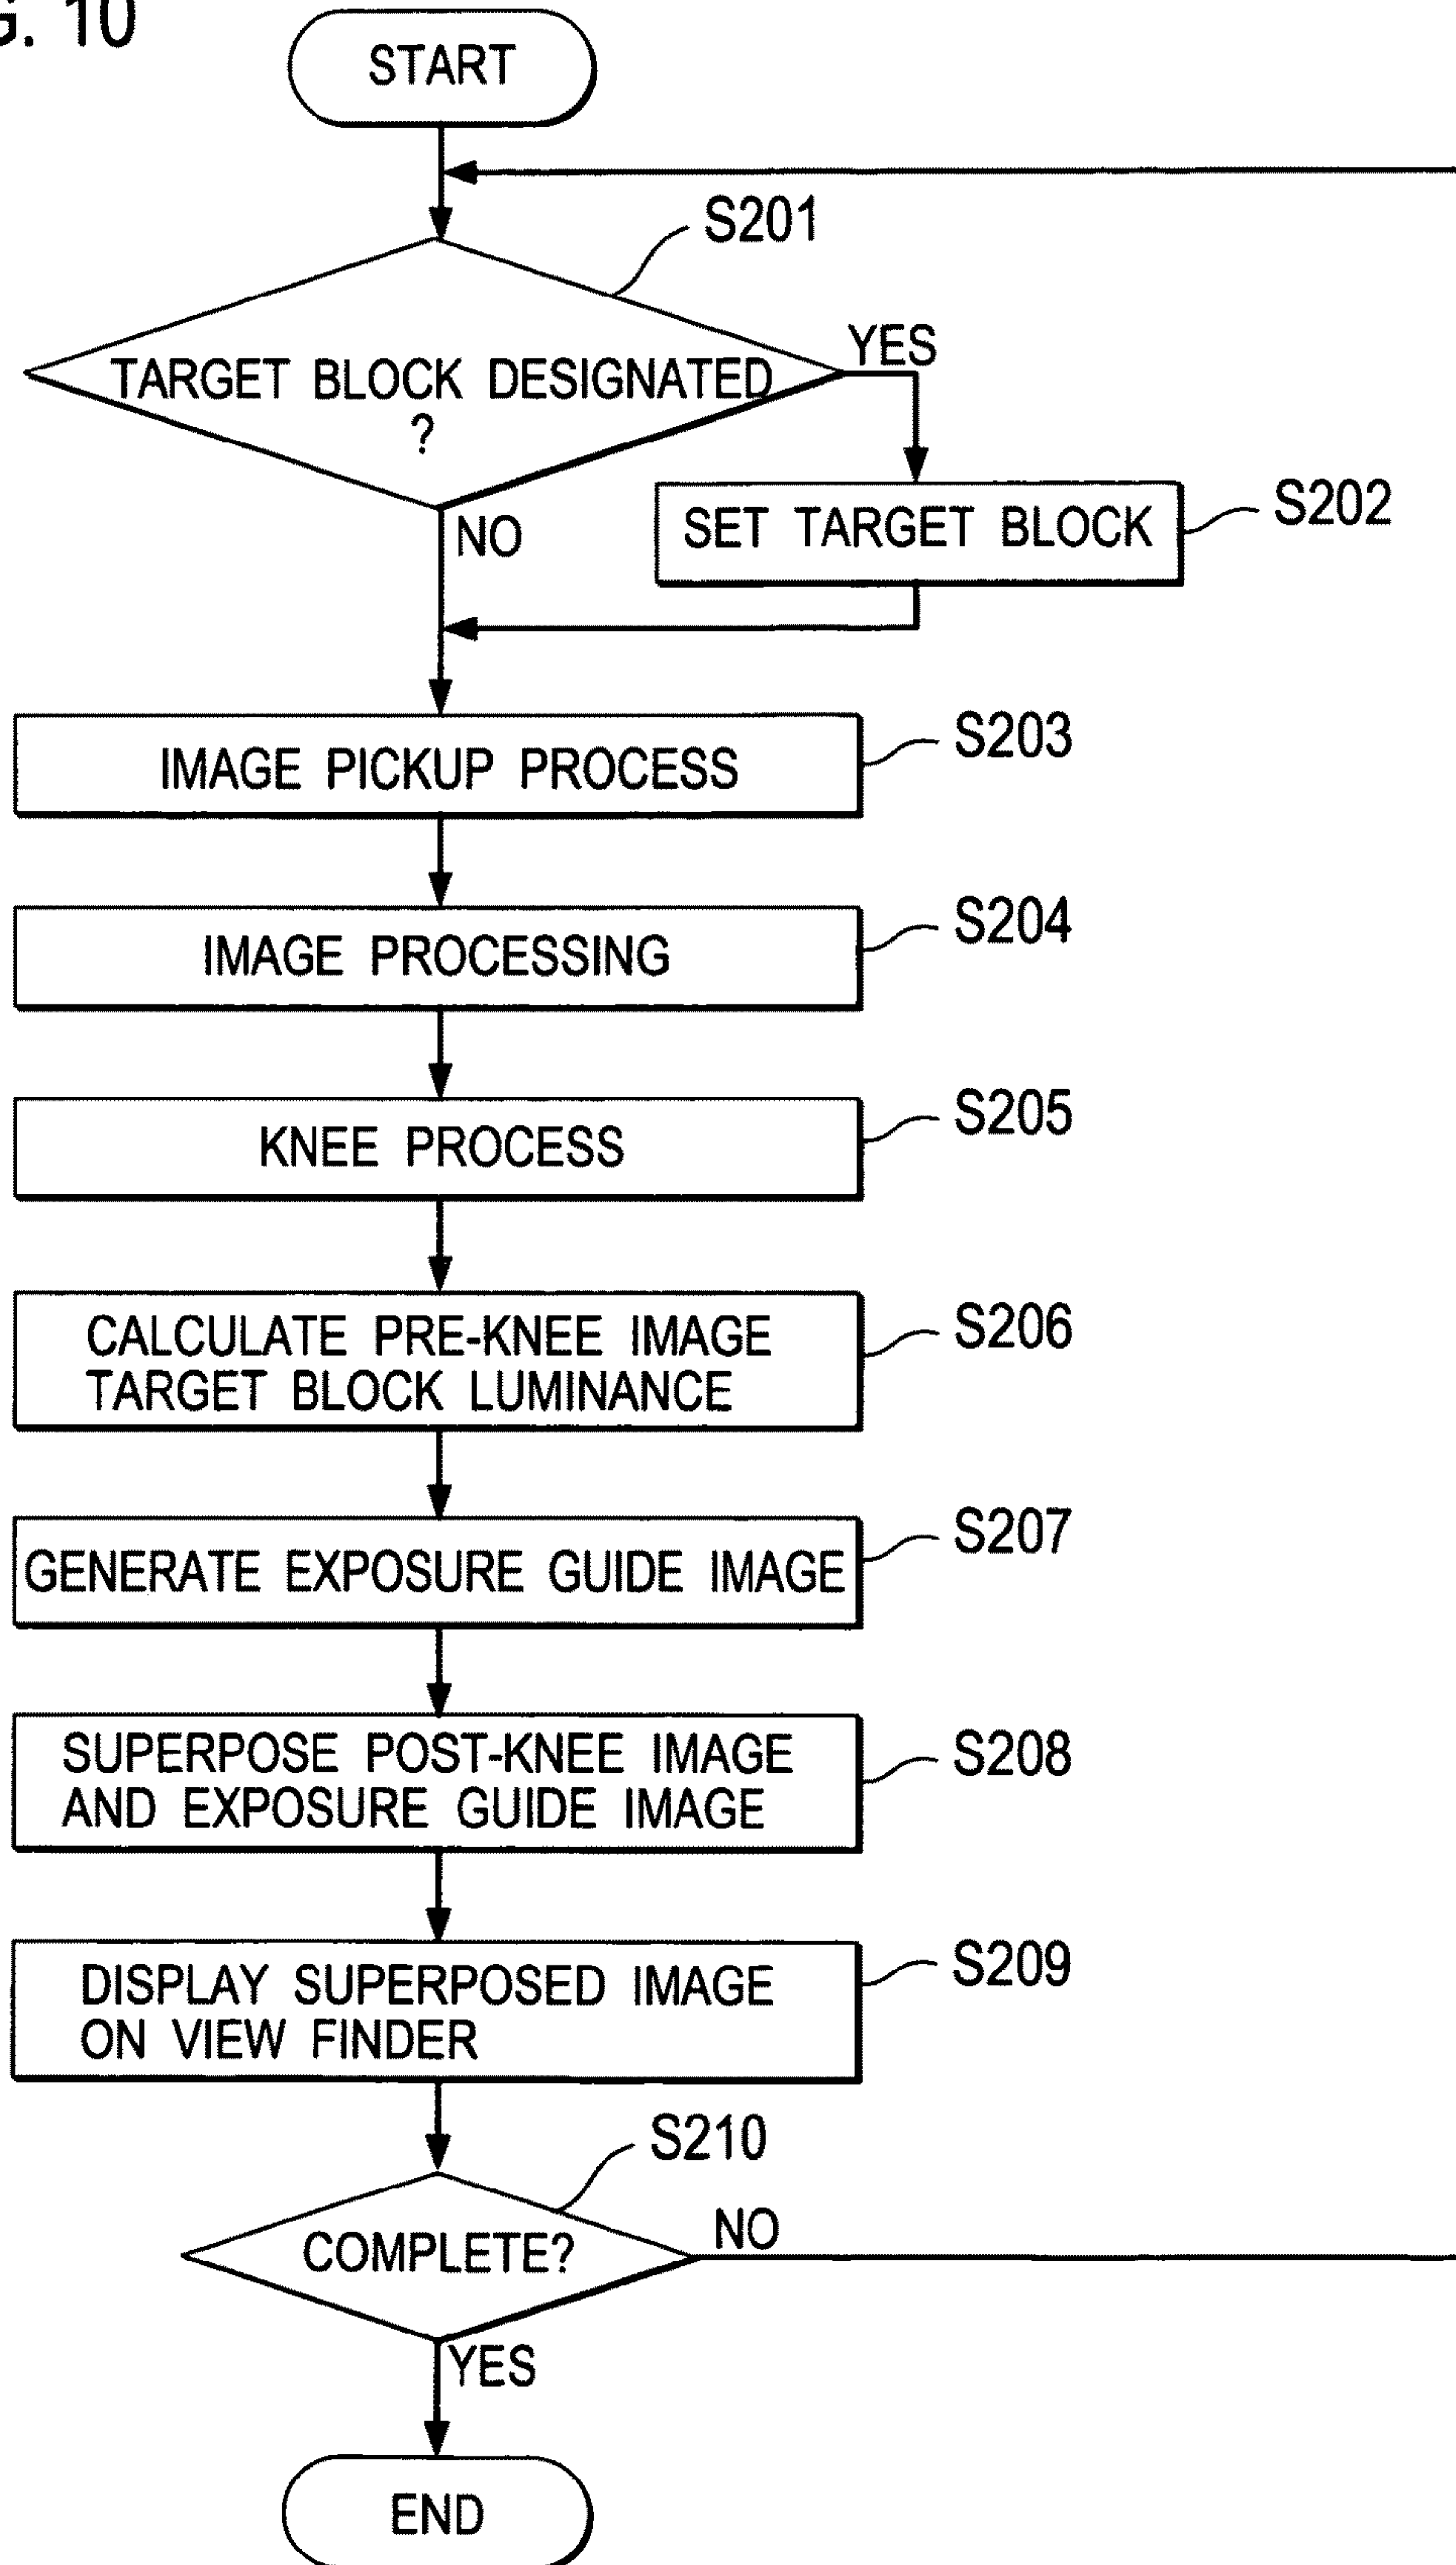 G. 10
START
S201
TARGET BLOCK DESIGNATED
?
YES
NO
SET TARGET BLOCK
S202
IMAGE PICKUP PROCESS
S203
IMAGE PROCESSING
S204
KNEE PROCESS
S205
CALCULATE PRE-KNEE IMAGE
TARGET BLOCK LUMINANCE
S206
GENERATE EXPOSURE GUIDE IMAGE
S207
SUPERPOSE POST-KNEE IMAGE
AND EXPOSURE GUIDE IMAGE
S208
DISPLAY SUPERPOSED IMAGE
ON VIEW FINDER
S209
S210
COMPLETE?
NO
YES
END